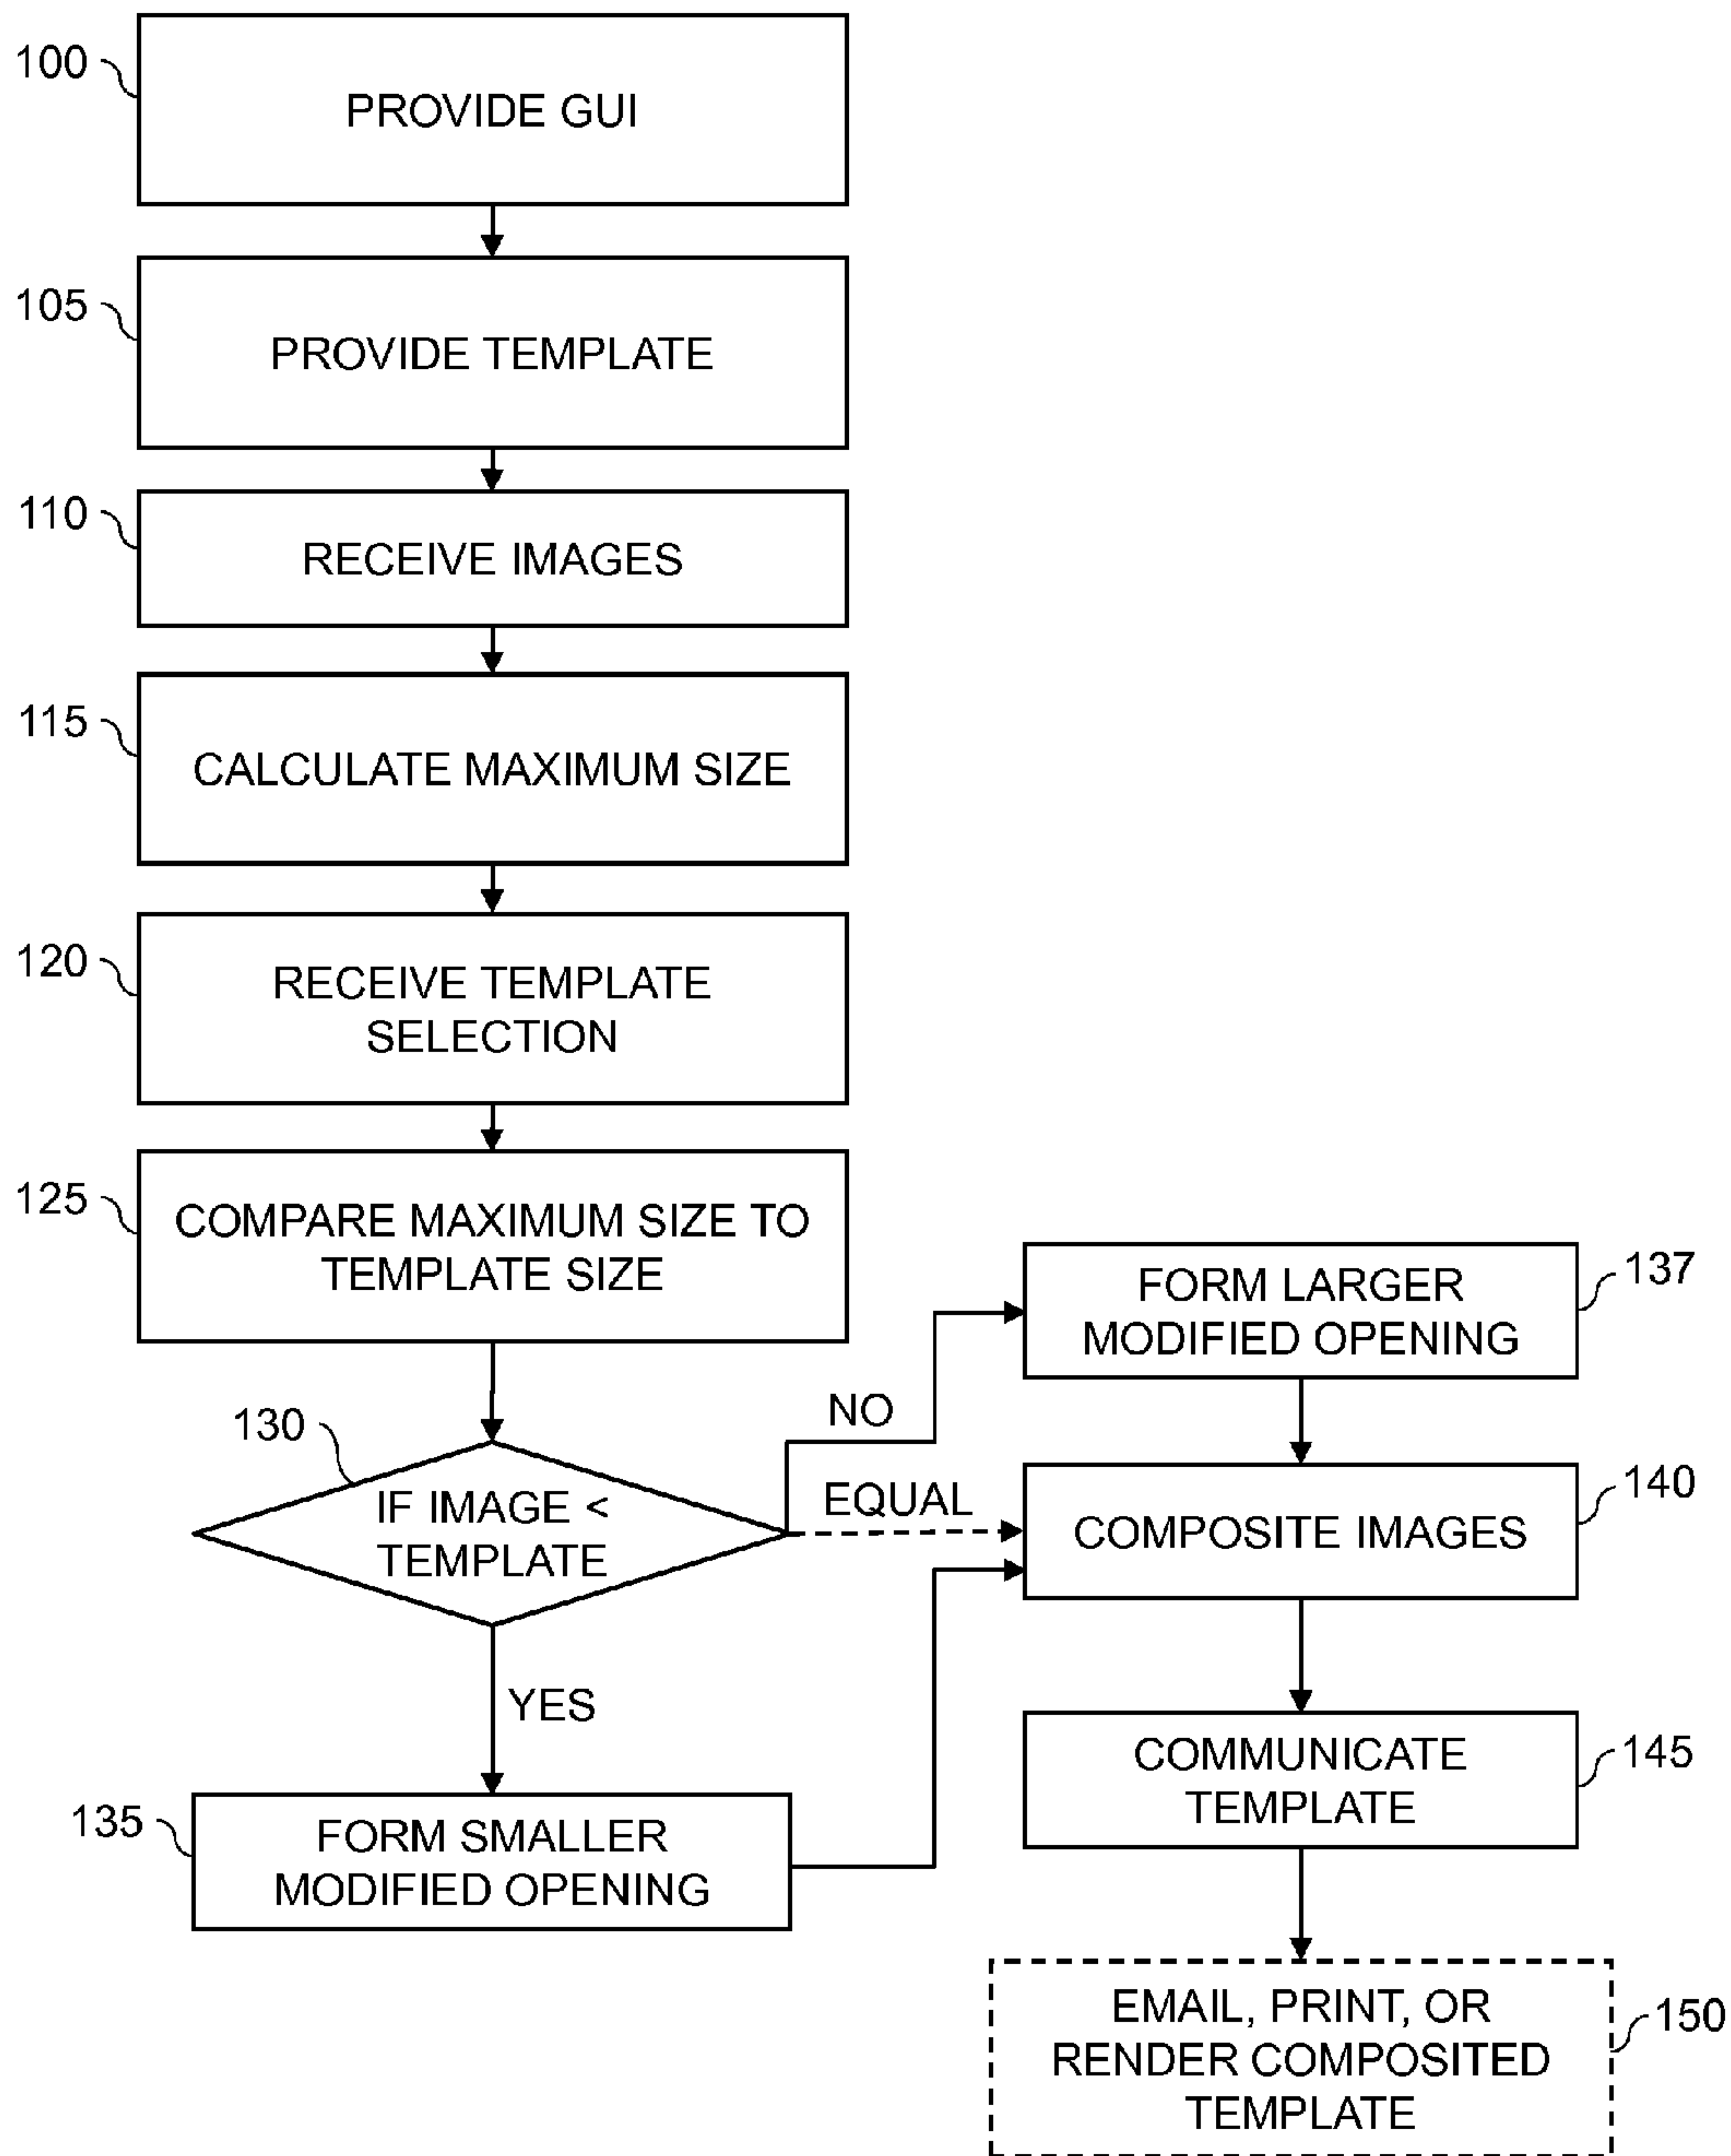 100
PROVIDE GUI
105
PROVIDE TEMPLATE
110
RECEIVE IMAGES
115
CALCULATE MAXIMUM SIZE
120
RECEIVE TEMPLATE
SELECTION
125
COMPARE MAXIMUM SIZE TO
TEMPLATE SIZE
130
IF IMAGE <
TEMPLATE
NO
EQUAL
YES
135
FORM SMALLER
MODIFIED OPENING
137
FORM LARGER
MODIFIED OPENING
140
COMPOSITE IMAGES
145
COMMUNICATE
TEMPLATE
150
EMAIL, PRINT, OR
RENDER COMPOSITED
TEMPLATE